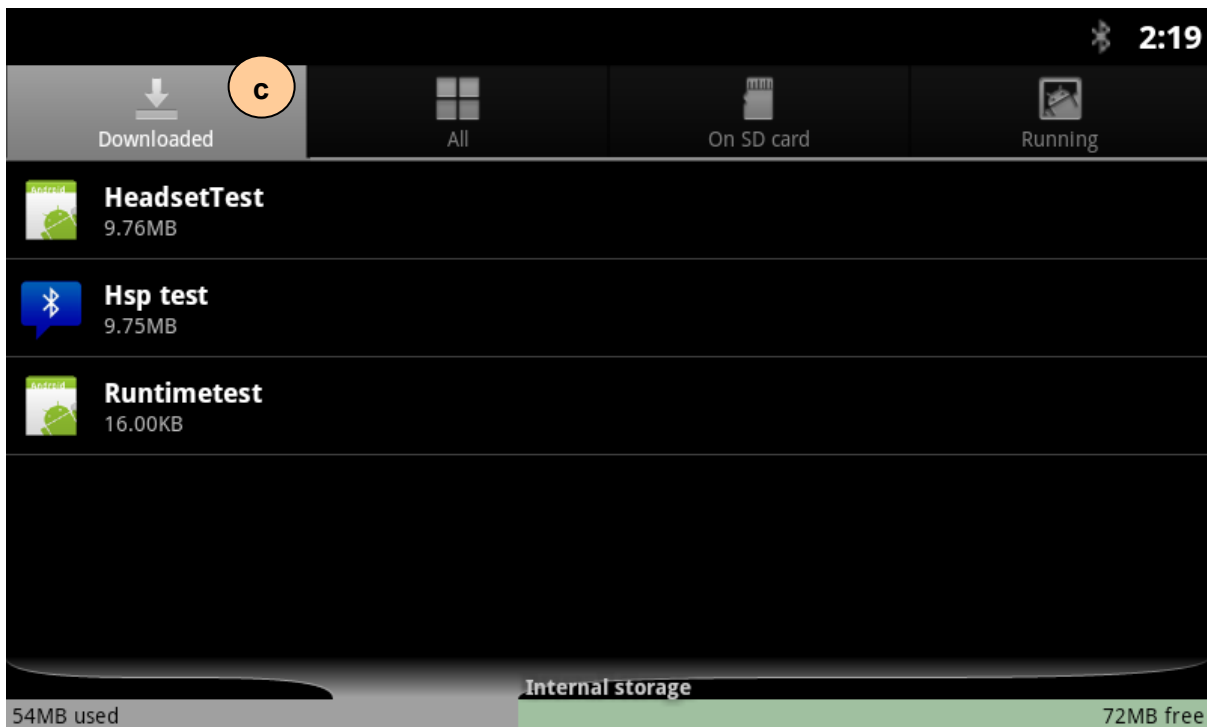 2:19
c
Downloaded All On SD card Running
HeadsetTest
9.76MB
Hsp test
9.75MB
Runtimetest
16.00KB
Internal storage
54MB used 72MB free